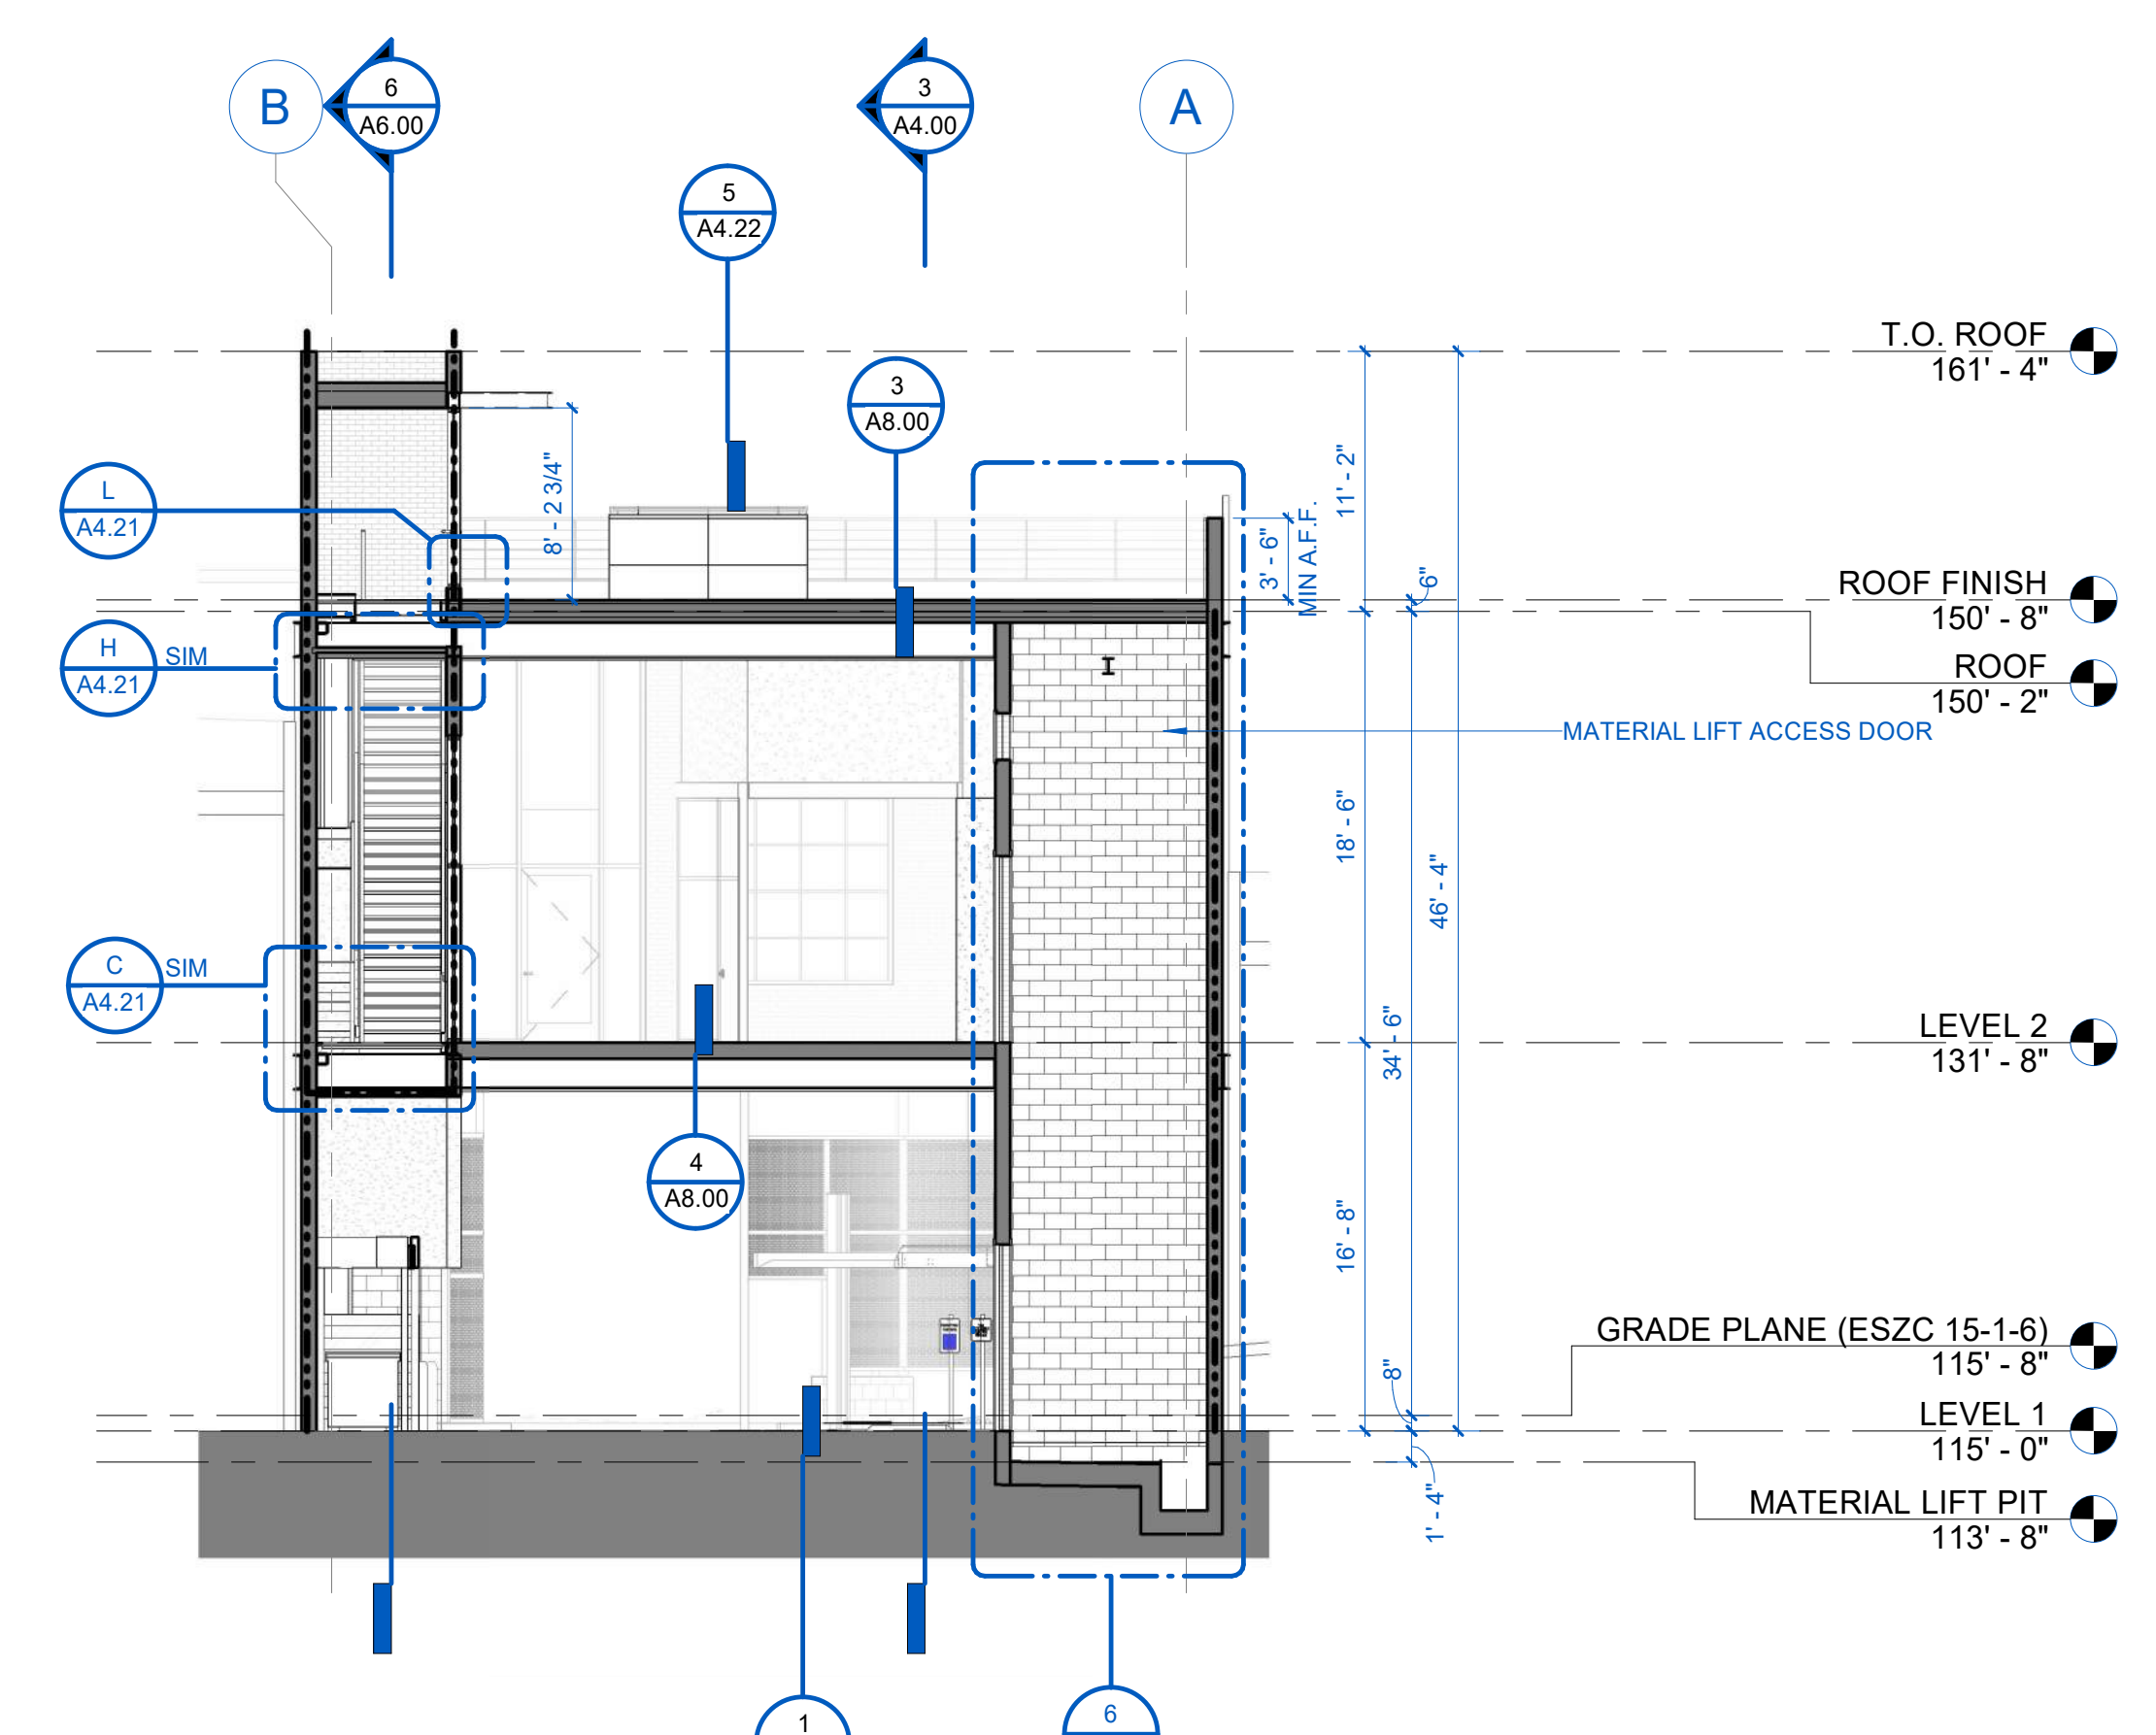 B
6
A6.00
3
A4.00
A
5
A4.22
T.O. ROOF
161' - 4"
3
A8.00
L
A4.21
8' - 2 3/4"
11' - 2"
3' - 6"
MIN A.F.F.
6"
ROOF FINISH
150' - 8"
H
A4.21
SIM
ROOF
150' - 2"
MATERIAL LIFT ACCESS DOOR
18' - 6"
46' - 4"
C
A4.21
SIM
34' - 6"
LEVEL 2
131' - 8"
4
A8.00
16' - 8"
GRADE PLANE (ESZC 15-1-6)
115' - 8"
8"
LEVEL 1
115' - 0"
1' - 4"
MATERIAL LIFT PIT
113' - 8"
1
6